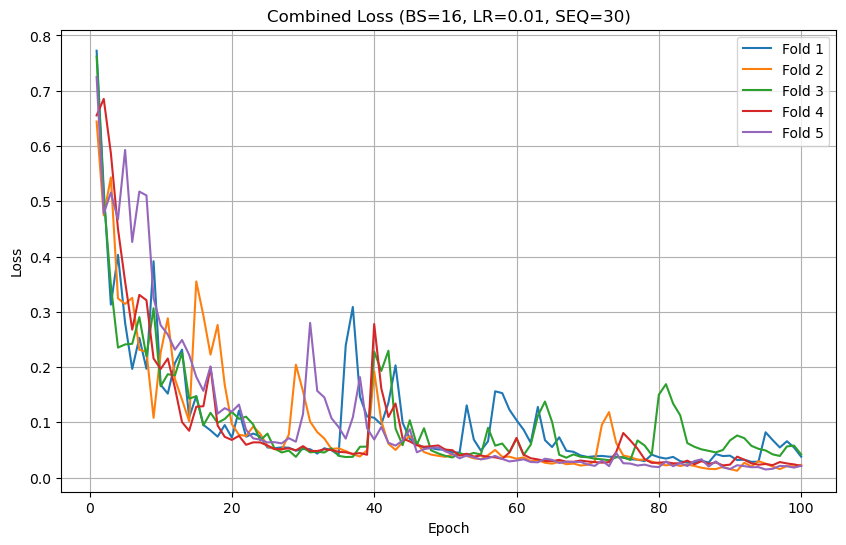 Combined Loss (BS=16, LR=0.01, SEQ=30)
Fold 1
Fold 2
Fold 3
Fold 4
Fold 5
Loss
0.8
0.7
0.6
0.5
0.4
0.3
0.2
0.1
0.0
0 20 40 60 80 100
Epoch